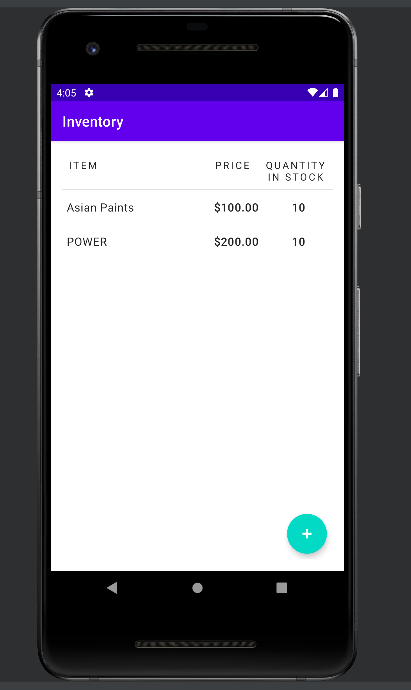 4:05
Inventory
ITEM PRICE QUANTITY
IN STOCK
Asian Paints $100.00 10
POWER $200.00 10
+